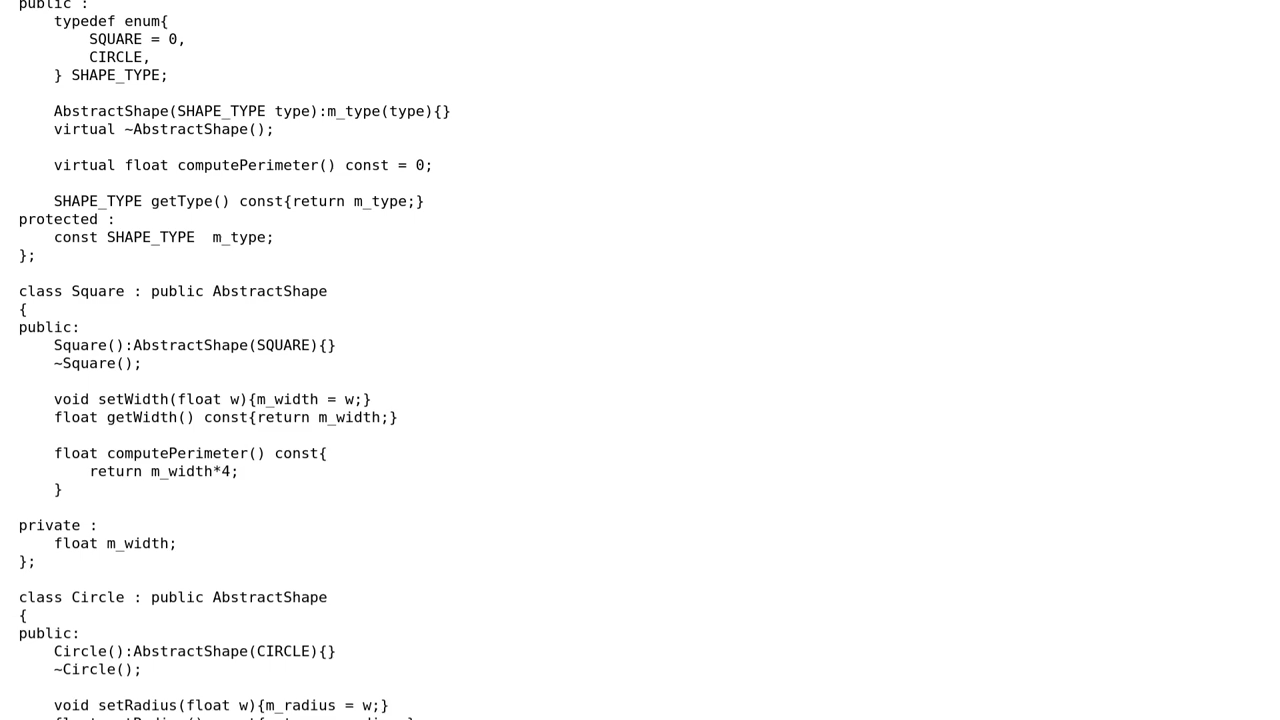 public :
    typedef enum{
        SQUARE = 0,
        CIRCLE,
    } SHAPE_TYPE;

    AbstractShape(SHAPE_TYPE type):m_type(type){}
    virtual ~AbstractShape();

    virtual float computePerimeter() const = 0;

    SHAPE_TYPE getType() const{return m_type;}
protected :
    const SHAPE_TYPE  m_type;
};

class Square : public AbstractShape
{
public:
    Square():AbstractShape(SQUARE){}
    ~Square();

    void setWidth(float w){m_width = w;}
    float getWidth() const{return m_width;}

    float computePerimeter() const{
        return m_width*4;
    }

private :
    float m_width;
};

class Circle : public AbstractShape
{
public:
    Circle():AbstractShape(CIRCLE){}
    ~Circle();

    void setRadius(float w){m_radius = w;}